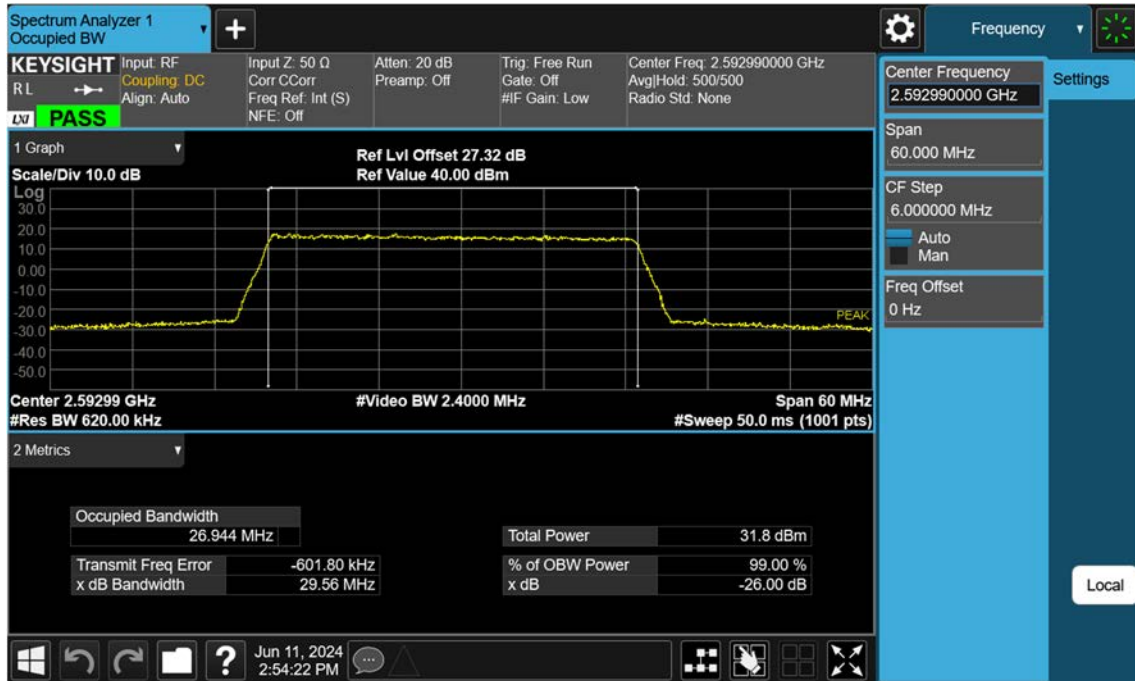 Spectrum Analyzer 1
Occupied BW
Frequency
KEYSIGHT
RL
LXI
PASS
Input: RF
Coupling: DC
Align: Auto
Input Z: 50 Ω
Corr CCorr
Freq Ref: Int (S)
NFE: Off
Atten: 20 dB
Preamp: Off
Trig: Free Run
Gate: Off
#IF Gain: Low
Center Freq: 2.592990000 GHz
Avg|Hold: 500/500
Radio Std: None
Center Frequency
2.592990000 GHz
Settings
Span
60.000 MHz
CF Step
6.000000 MHz
Auto
Man
Freq Offset
0 Hz
Local
1 Graph
Scale/Div 10.0 dB
Ref Lvl Offset 27.32 dB
Ref Value 40.00 dBm
Log
30.0
20.0
10.0
0.00
-10.0
-20.0
-30.0
-40.0
-50.0
PEAK
Center 2.59299 GHz
#Video BW 2.4000 MHz
Span 60 MHz
#Res BW 620.00 kHz
#Sweep 50.0 ms (1001 pts)
2 Metrics
Occupied Bandwidth
26.944 MHz
Total Power 31.8 dBm
Transmit Freq Error -601.80 kHz
% of OBW Power 99.00 %
x dB Bandwidth 29.56 MHz
x dB -26.00 dB
?
Jun 11, 2024
2:54:22 PM